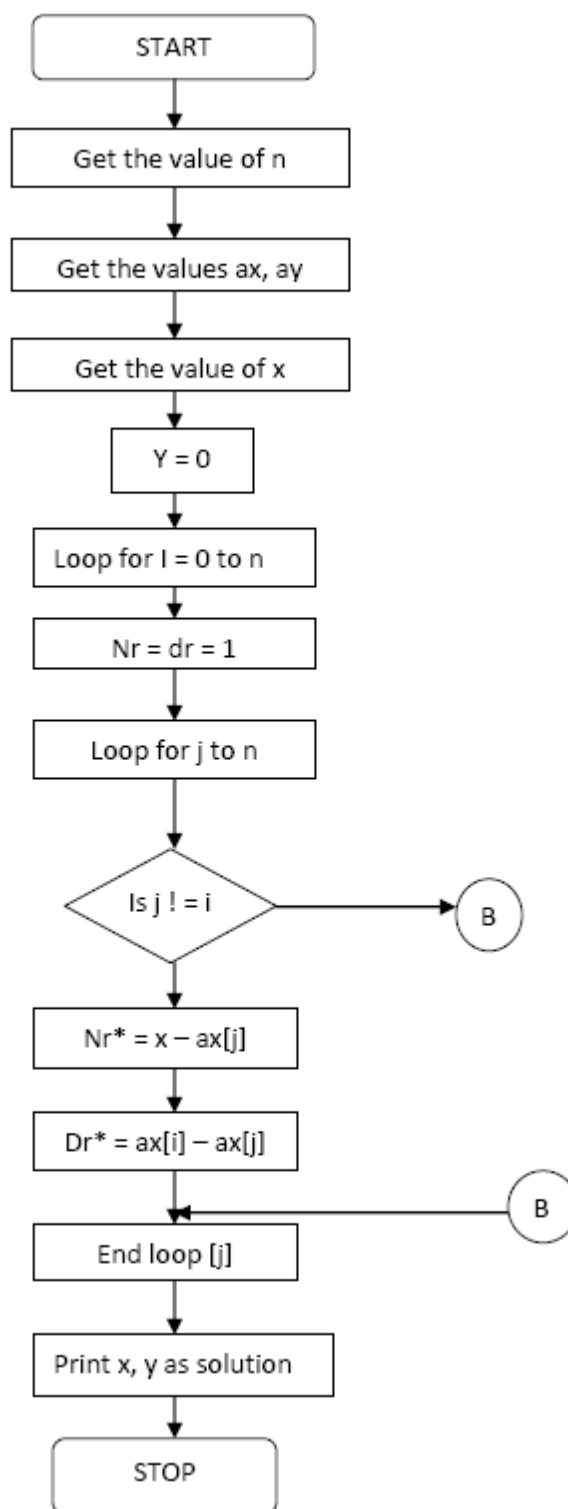 START
Get the value of n
Get the values ax, ay
Get the value of x
Y = 0
Loop for I = 0 to n
Nr = dr = 1
Loop for j to n
Is j ! = i
B
Nr* = x – ax[j]
Dr* = ax[i] – ax[j]
B
End loop [j]
Print x, y as solution
STOP